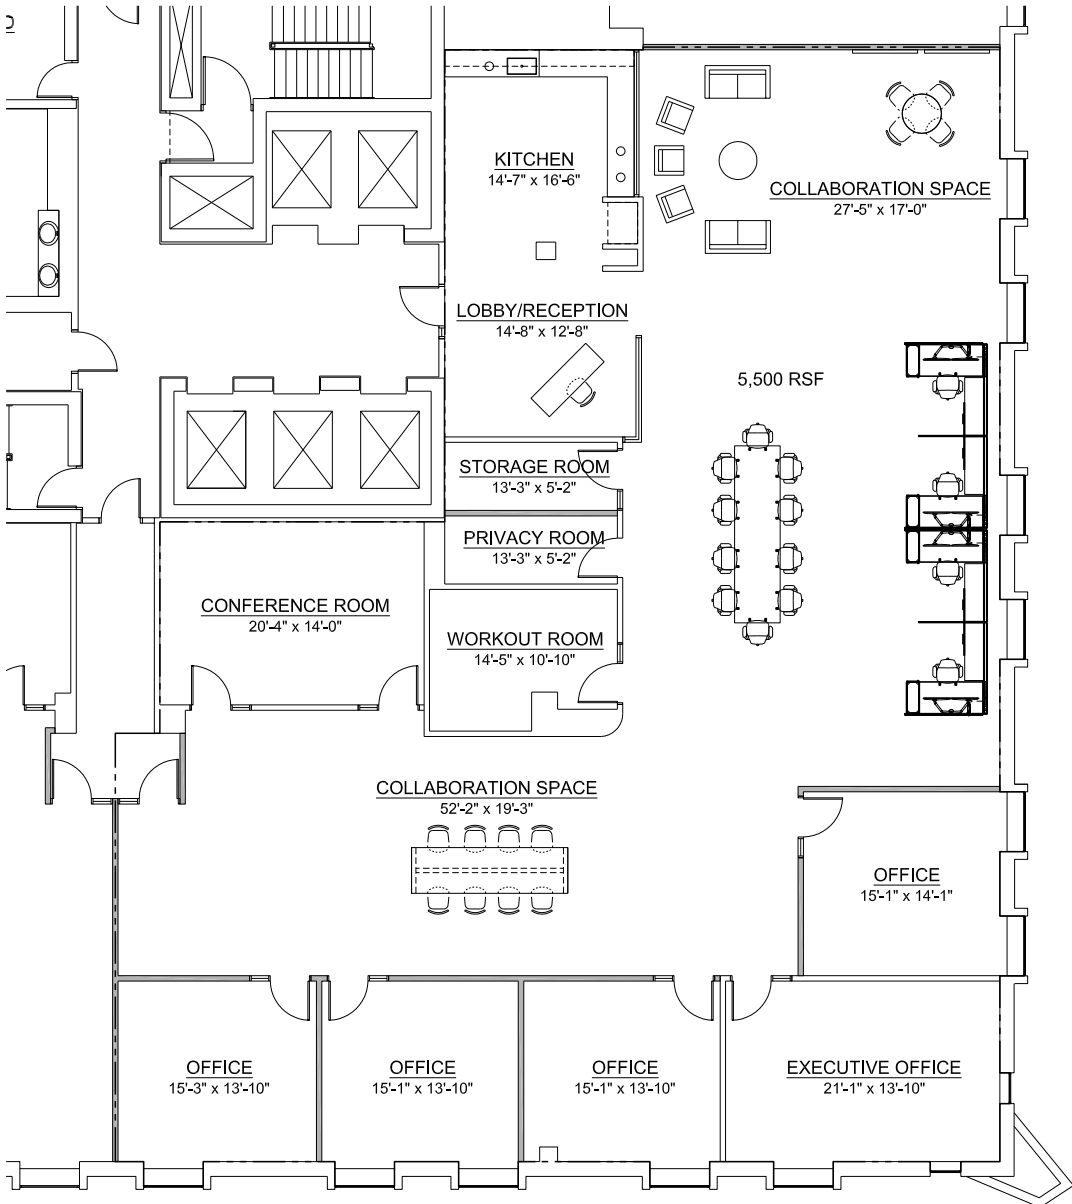 KITCHEN
14'-7" x 16'-6"
COLLABORATION SPACE
27'-5" x 17'-0"
LOBBY/RECEPTION
14'-8" x 12'-8"
5,500 RSF
STORAGE ROOM
13'-3" x 5'-2"
PRIVACY ROOM
13'-3" x 5'-2"
CONFERENCE ROOM
20'-4" x 14'-0"
WORKOUT ROOM
14'-5" x 10'-10"
COLLABORATION SPACE
52'-2" x 19'-3"
OFFICE
15'-1" x 14'-1"
OFFICE
15'-3" x 13'-10"
OFFICE
15'-1" x 13'-10"
OFFICE
15'-1" x 13'-10"
EXECUTIVE OFFICE
21'-1" x 13'-10"